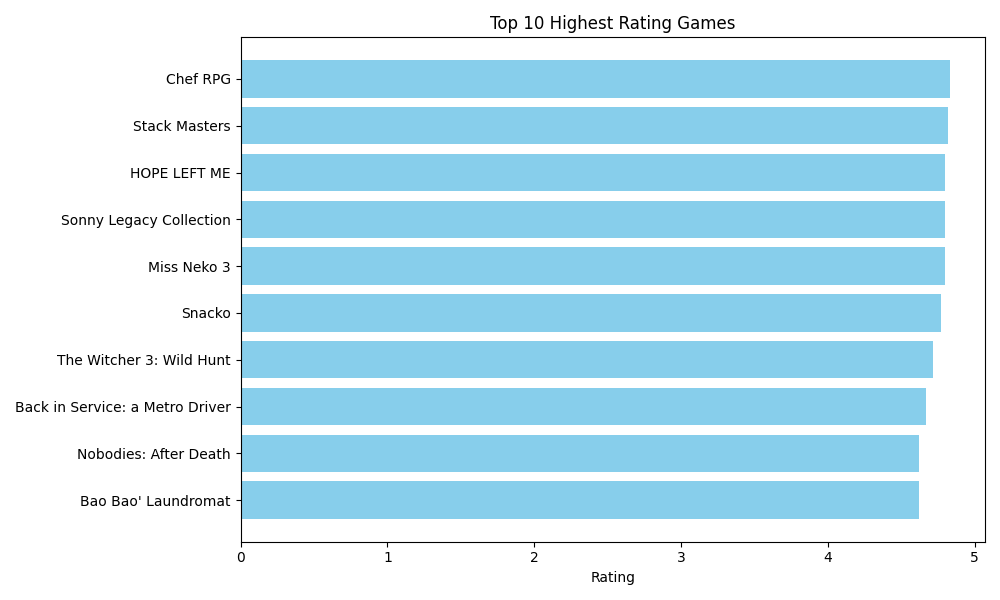 Top 10 Highest Rating Games
Chef RPG
Stack Masters
HOPE LEFT ME
Sonny Legacy Collection
Miss Neko 3
Snacko
The Witcher 3: Wild Hunt
Back in Service: a Metro Driver
Nobodies: After Death
Bao Bao' Laundromat
0 1 2 3 4 5
Rating